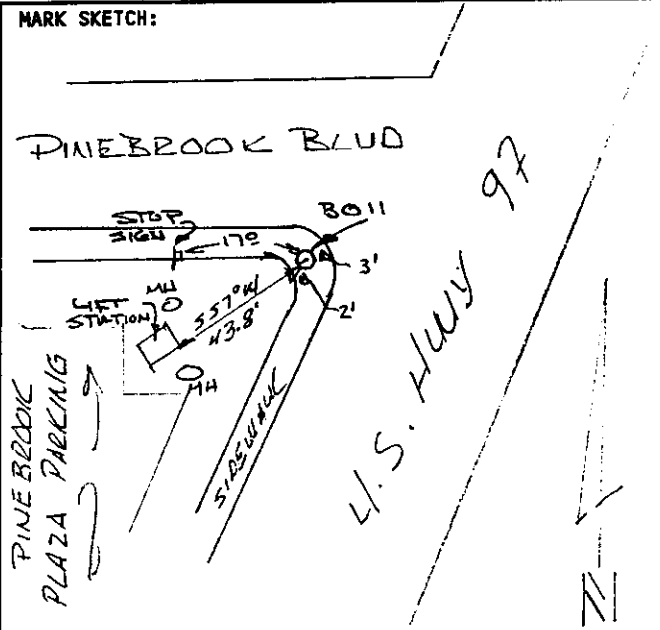 MARK SKETCH:
PINEBROOK BLVD
U.S. HWY 97
STOP
SIGN
17º
BO11
3'
2'
MH
LIFT
STATION
S57°W
43.8'
MH
SIDEWALK
PINEBROOK
PLAZA PARKING
N